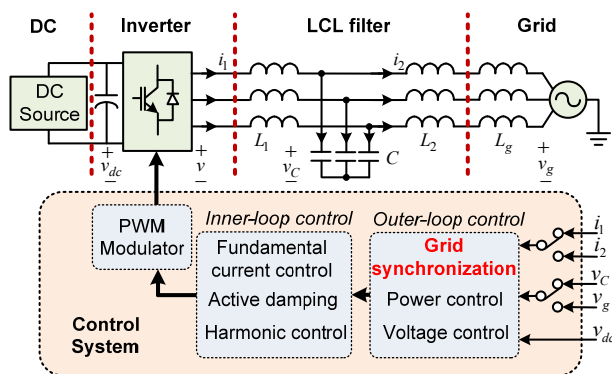 DC
Inverter
LCL filter
Grid
DC
Source
i1
i2
L1
L2
Lg
C
+
vdc
−
+
v
−
+
vC
−
+
vg
−
PWM
Modulator
Inner-loop control
Fundamental
current control
Active damping
Harmonic control
Outer-loop control
Grid
synchronization
Power control
Voltage control
i1
i2
vC
vg
vdc
Control
System